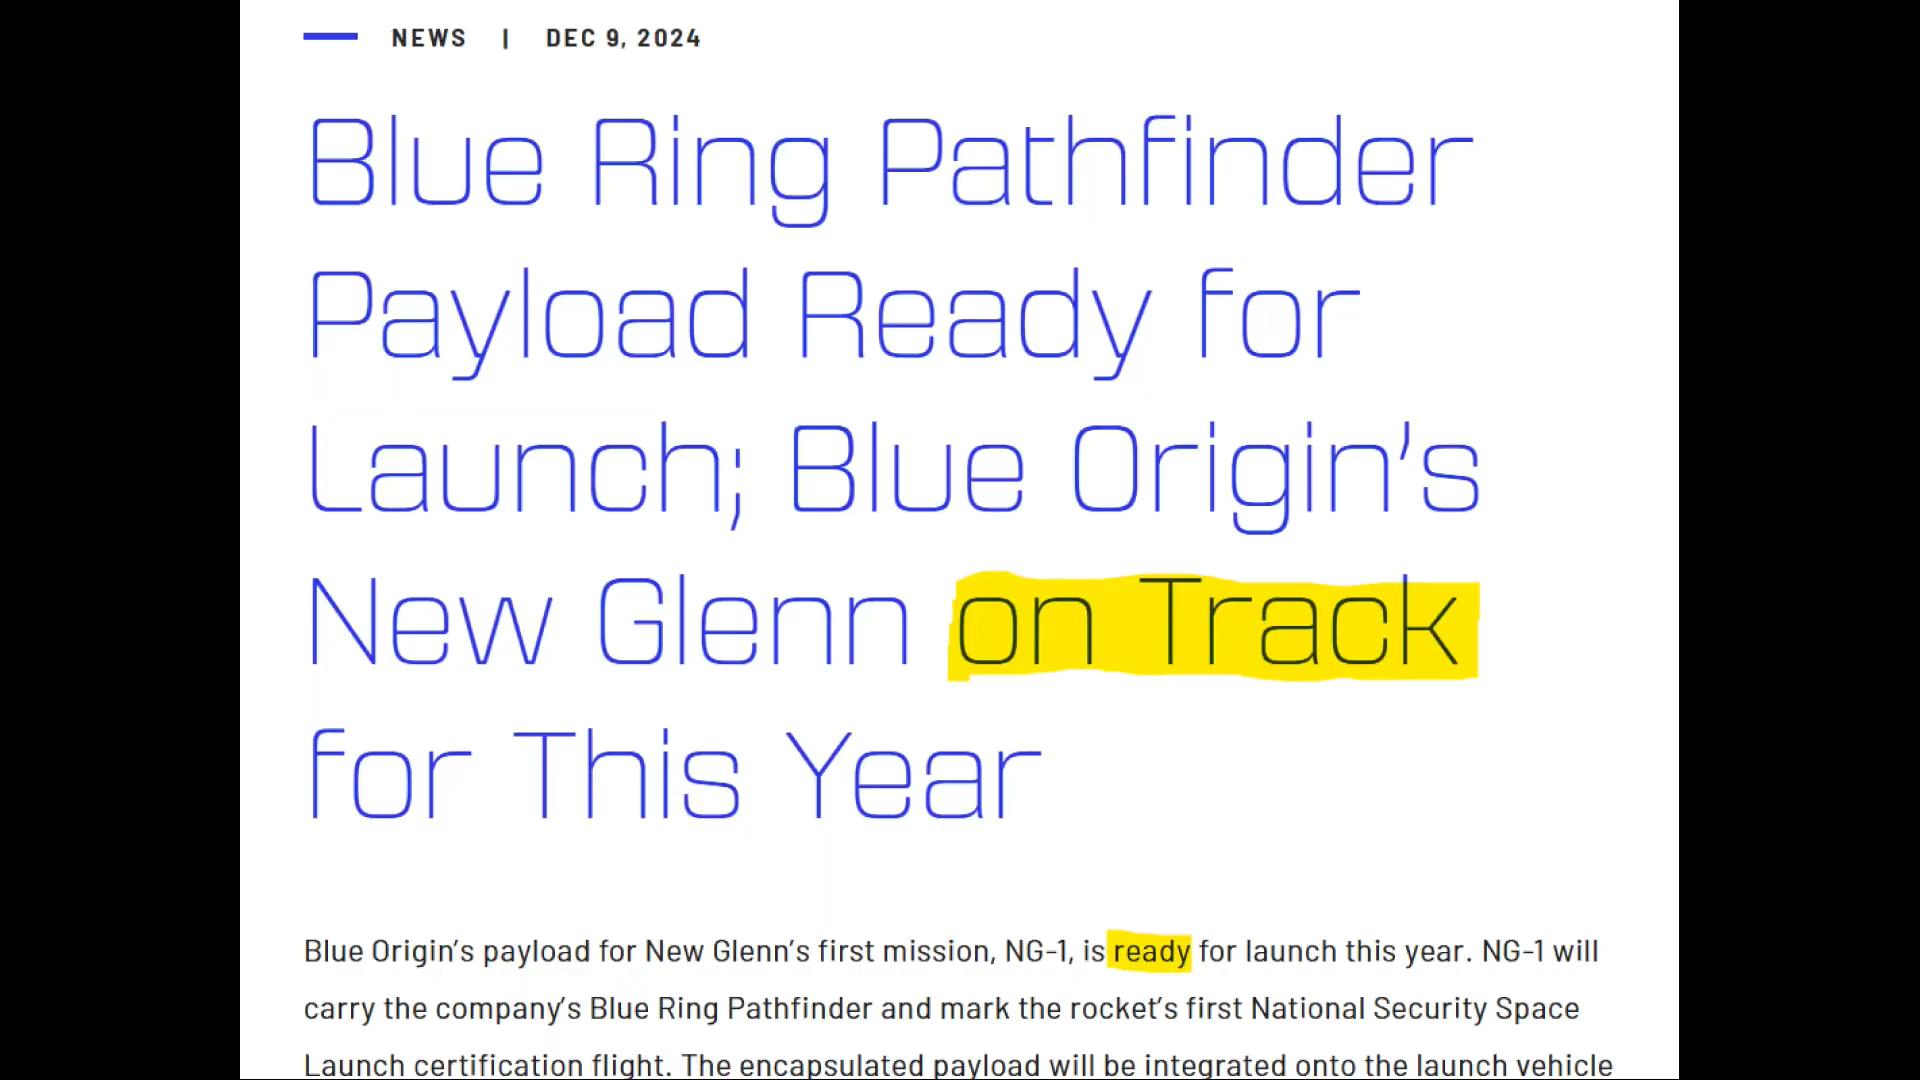 NEWS | DEC 9, 2024
Blue Ring Pathfinder
Payload Ready for
Launch; Blue Origin's
New Glenn on Track
for This Year
Blue Origin's payload for New Glenn's first mission, NG-1, is ready for launch this year. NG-1 will
carry the company's Blue Ring Pathfinder and mark the rocket's first National Security Space
Launch certification flight. The encapsulated payload will be integrated onto the launch vehicle